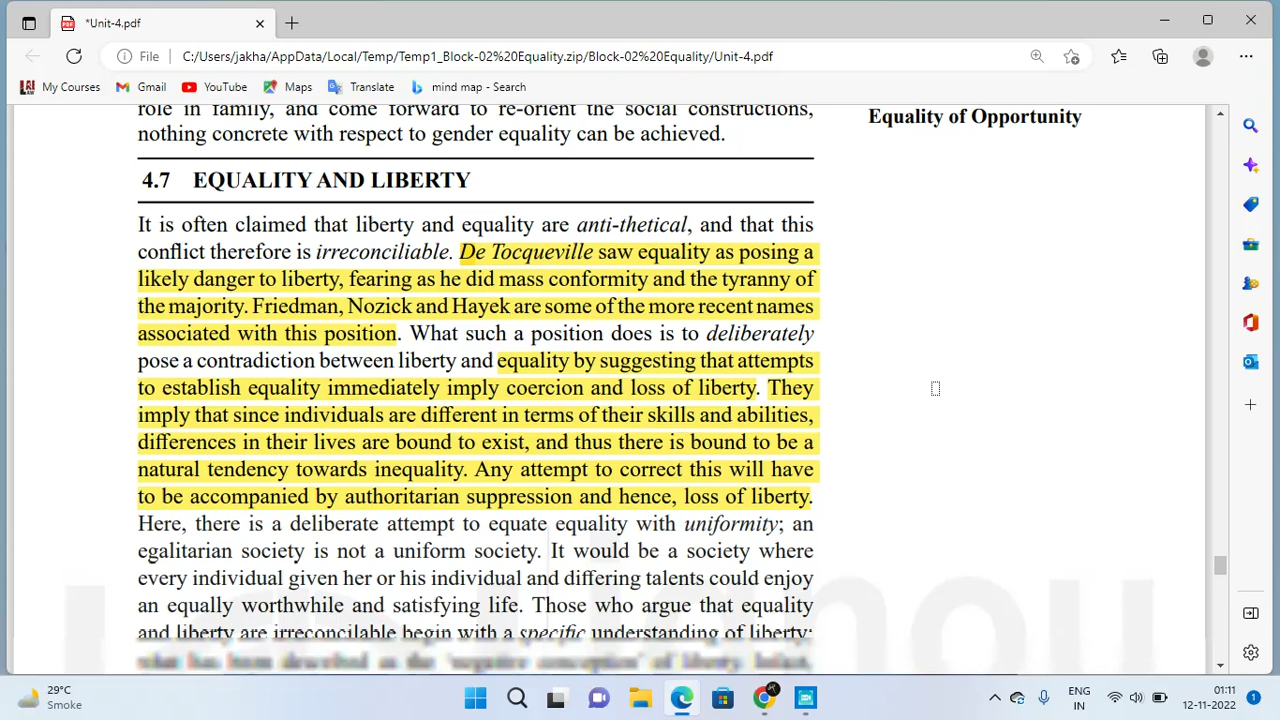 *Unit-4.pdf
File C:/Users/jakha/AppData/Local/Temp/Temp1_Block-02%20Equality.zip/Block-02%20Equality/Unit-4.pdf
My Courses Gmail YouTube Maps Translate mind map - Search
role in family, and come forward to re-orient the social constructions,
nothing concrete with respect to gender equality can be achieved.
Equality of Opportunity
4.7 EQUALITY AND LIBERTY
It is often claimed that liberty and equality are anti-thetical, and that this
conflict therefore is irreconciliable. De Tocqueville saw equality as posing a
likely danger to liberty, fearing as he did mass conformity and the tyranny of
the majority. Friedman, Nozick and Hayek are some of the more recent names
associated with this position. What such a position does is to deliberately
pose a contradiction between liberty and equality by suggesting that attempts
to establish equality immediately imply coercion and loss of liberty. They
imply that since individuals are different in terms of their skills and abilities,
differences in their lives are bound to exist, and thus there is bound to be a
natural tendency towards inequality. Any attempt to correct this will have
to be accompanied by authoritarian suppression and hence, loss of liberty.
Here, there is a deliberate attempt to equate equality with uniformity; an
egalitarian society is not a uniform society. It would be a society where
every individual given her or his individual and differing talents could enjoy
an equally worthwhile and satisfying life. Those who argue that equality
and liberty are irreconcilable begin with a specific understanding of liberty;
what has been described as the 'negative conception' of liberty.
29°C
Smoke
ENG
IN
01:11
12-11-2022
1